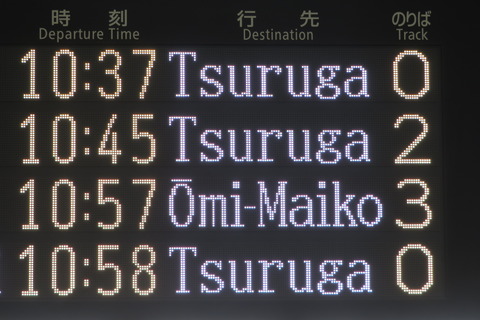 時刻 行先 のりば
Departure Time Destination Track
10:37 Tsuruga 0
10:45 Tsuruga 2
10:57 Ōmi-Maiko 3
10:58 Tsuruga 0